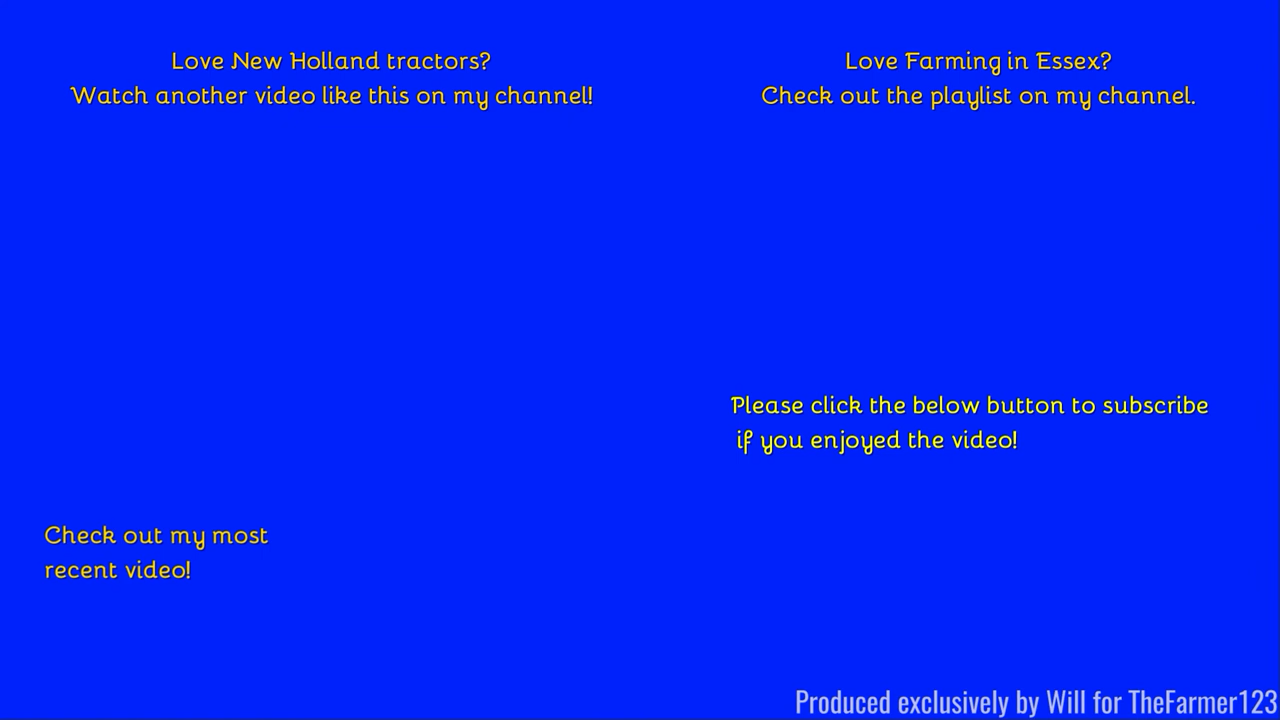 Love New Holland tractors?
Watch another video like this on my channel!
Love Farming in Essex?
Check out the playlist on my channel.
Please click the below button to subscribe
if you enjoyed the video!
Check out my most
recent video!
Produced exclusively by Will for TheFarmer123